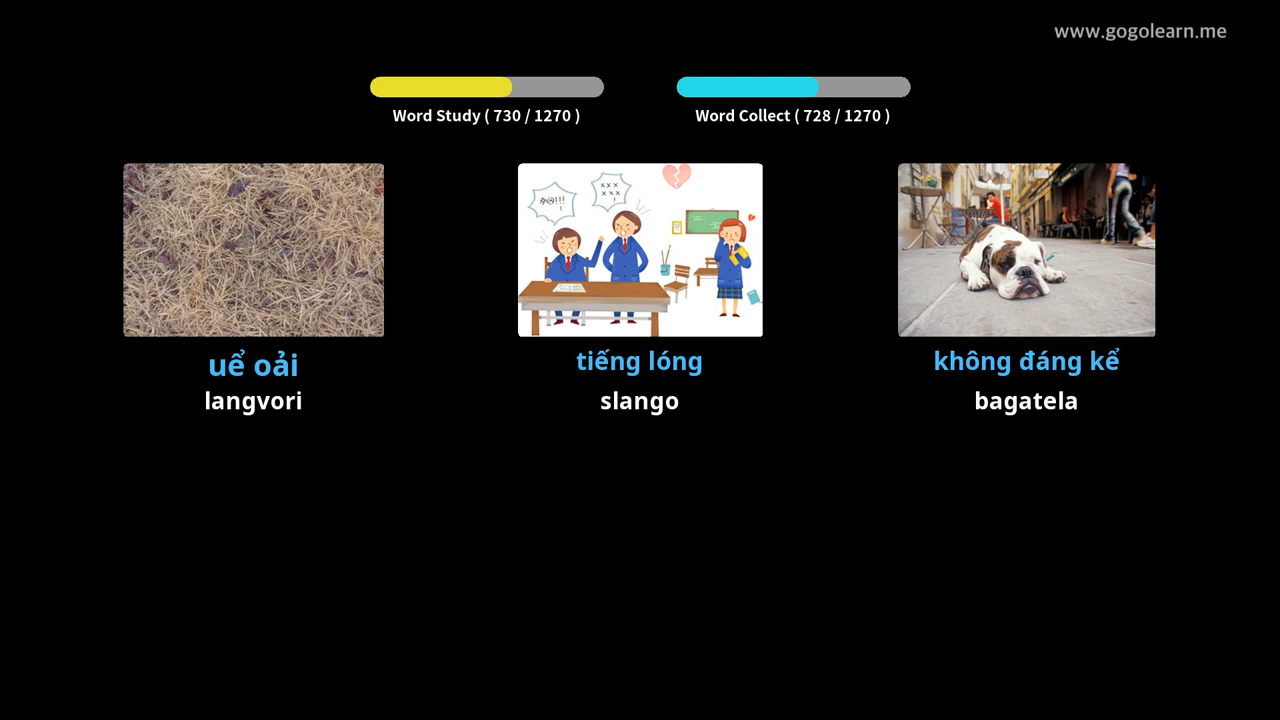 www.gogolearn.me
Word Study ( 730 / 1270 )
Word Collect ( 728 / 1270 )
#@!!!
!
x x x
x x,
!
uể oải
tiếng lóng
không đáng kể
langvori
slango
bagatela